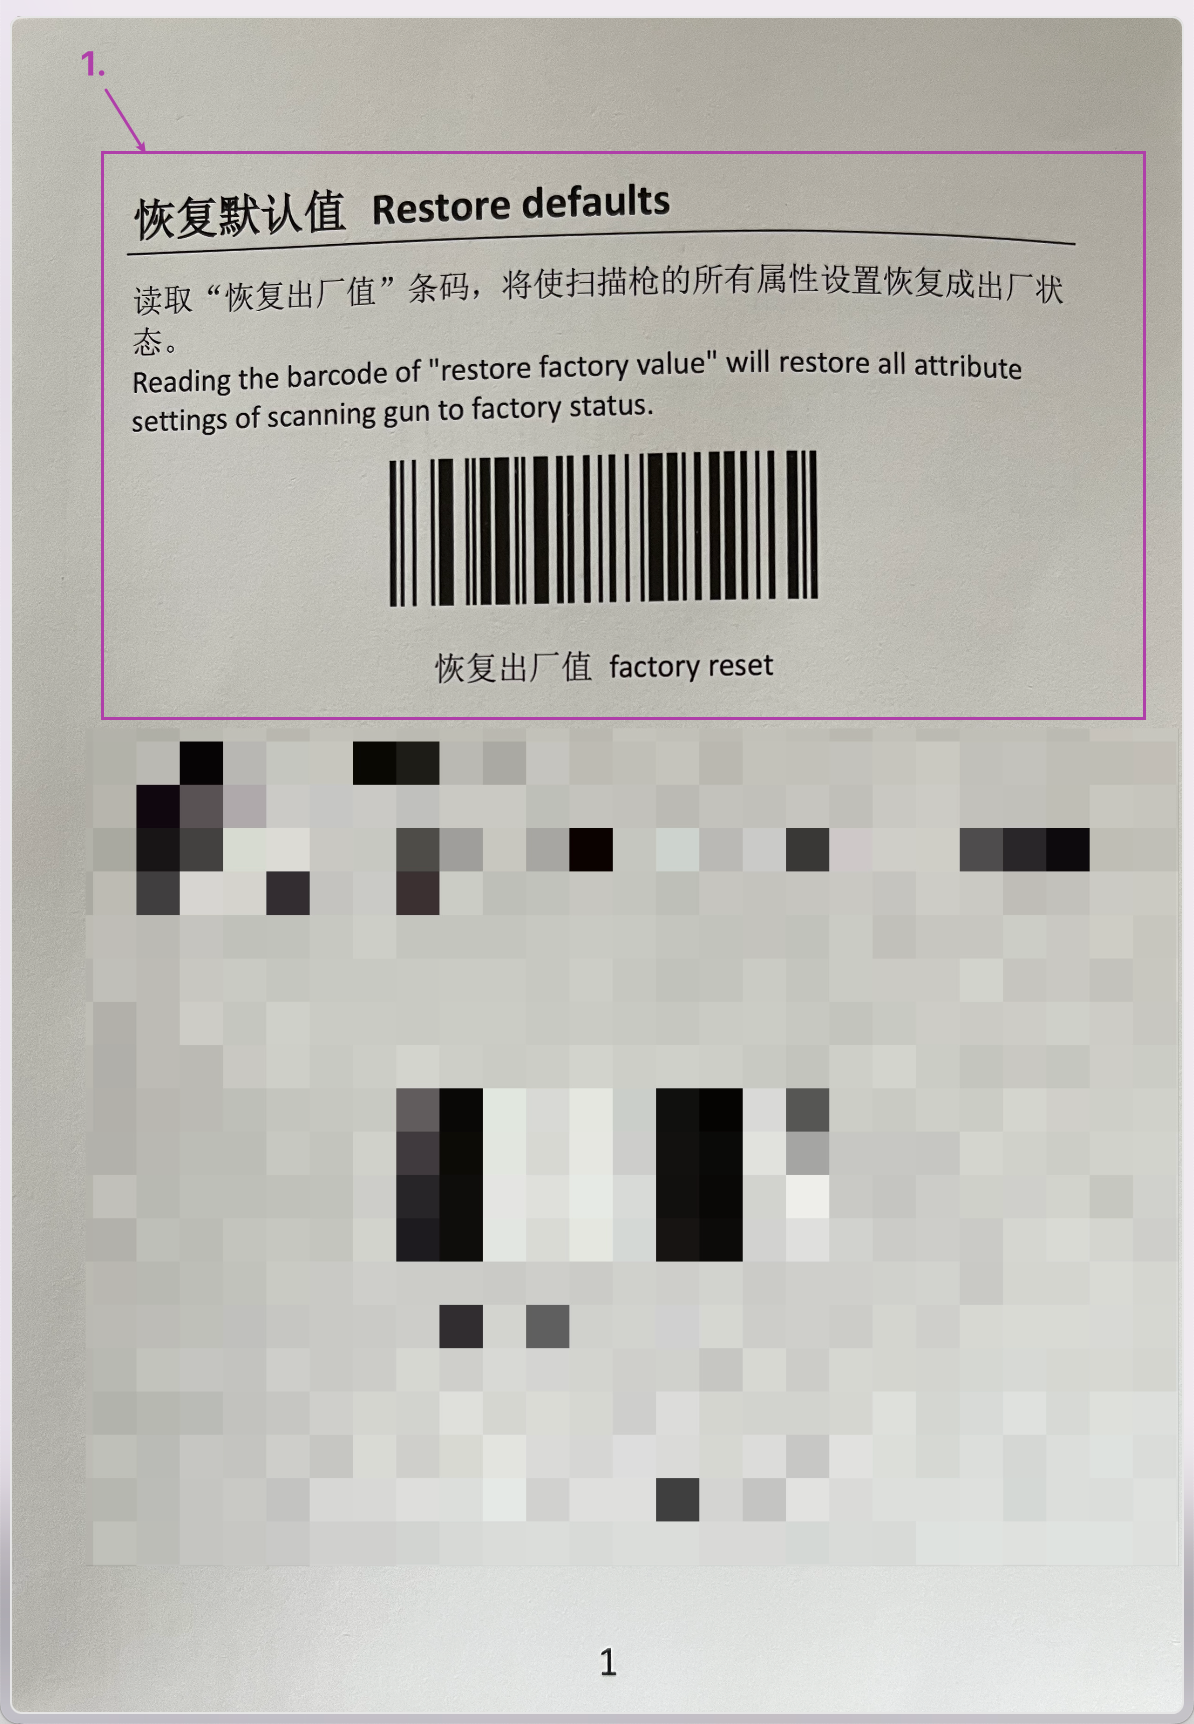 1.
恢复默认值 Restore defaults
读取“恢复出厂值”条码，将使扫描枪的所有属性设置恢复成出厂状
态。
Reading the barcode of "restore factory value" will restore all attribute
settings of scanning gun to factory status.
恢复出厂值 factory reset
1